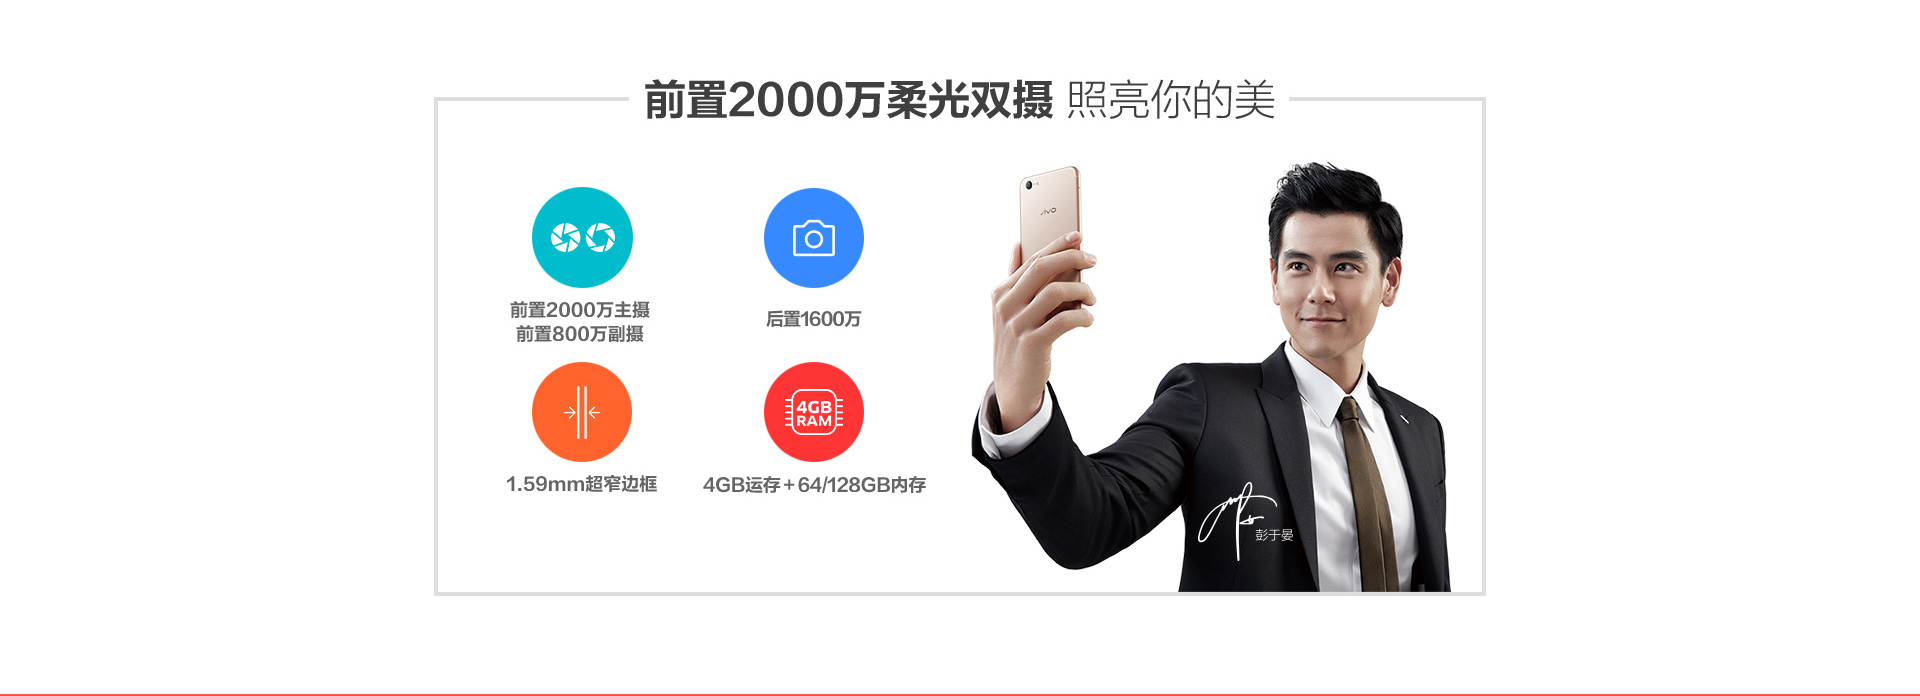 前置2000万柔光双摄 照亮你的美
vivo
前置2000万主摄
前置800万副摄
后置1600万
4GB
RAM
1.59mm超窄边框
4GB运存+64/128GB内存
彭于晏